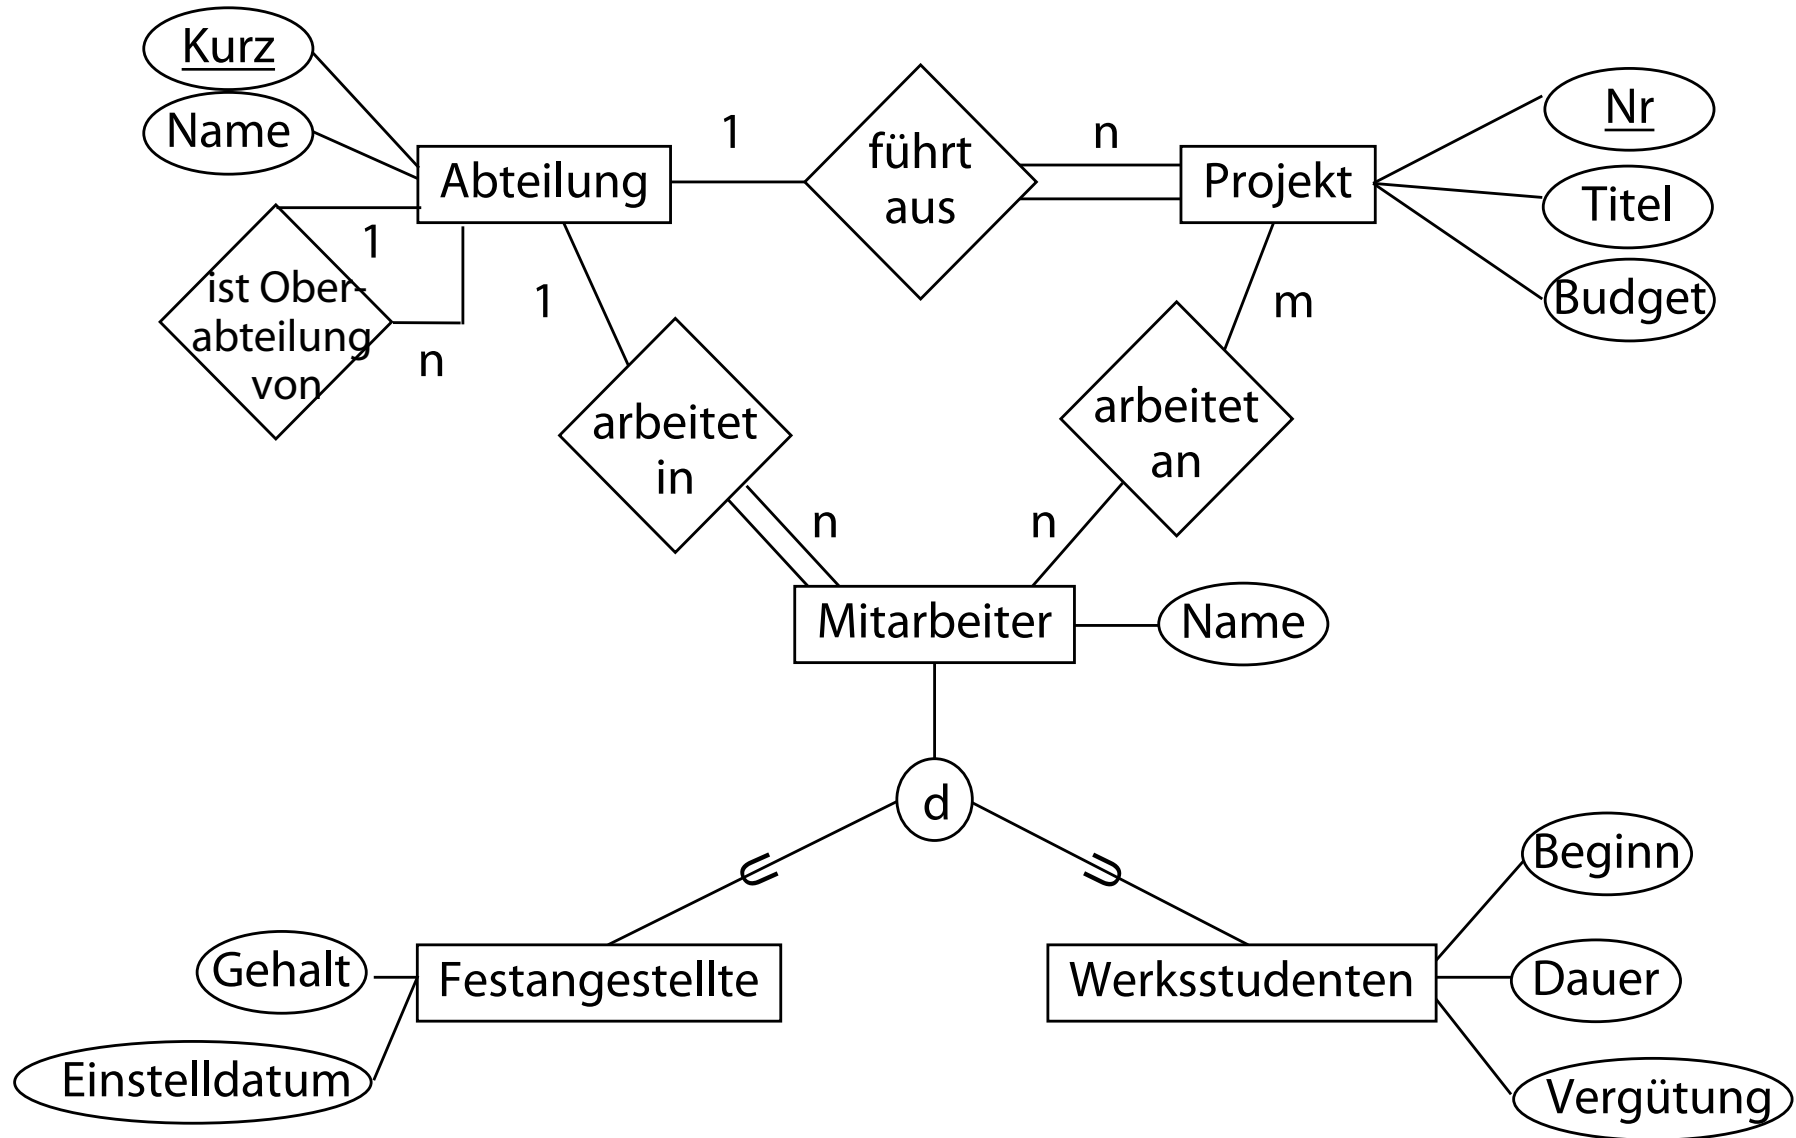 Kurz
Name
Abteilung
1
führt
aus
n
Projekt
Nr
Titel
Budget
1
ist Ober-
abteilung
von
n
1
arbeitet
in
n
m
arbeitet
an
n
Mitarbeiter
Name
d
U
U
Gehalt
Festangestellte
Einstelldatum
Werksstudenten
Beginn
Dauer
Vergütung